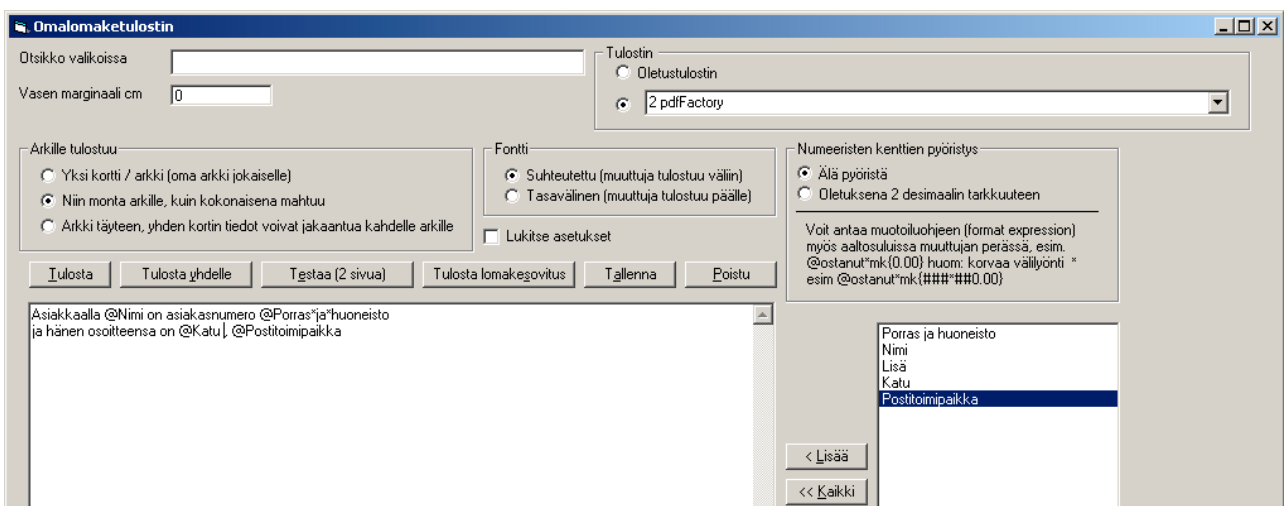 Omalomaketulostin
Otsikko valikoissa
Vasen marginaali cm
0
Tulostin
Oletustulostin
2 pdfFactory
Arkille tulostuu
Yksi kortti / arkki (oma arkki jokaiselle)
Niin monta arkille, kuin kokonaisena mahtuu
Arkki täyteen, yhden kortin tiedot voivat jakaantua kahdelle arkille
Fontti
Suhteutettu (muuttuja tulostuu väliin)
Tasavälinen (muuttuja tulostuu päälle)
Lukitse asetukset
Numeeristen kenttien pyöristys
Älä pyöristä
Oletuksena 2 desimaalin tarkkuuteen
Voit antaa muotoiluohjeen (format expression)
myös aaltosuluissa muuttujan perässä, esim.
@ostanut*mk{0.00} huom: korvaa välilyönti *
esim @ostanut*mk{###*##0.00}
Tulosta
Tulosta yhdelle
Testaa (2 sivua)
Tulosta lomakesovitus
Tallenna
Poistu
Asiakkaalla @Nimi on asiakasnumero @Porras*ja*huoneisto
ja hänen osoitteensa on @Katu , @Postitoimipaikka
Porras ja huoneisto
Nimi
Lisä
Katu
Postitoimipaikka
< Lisää
<< Kaikki